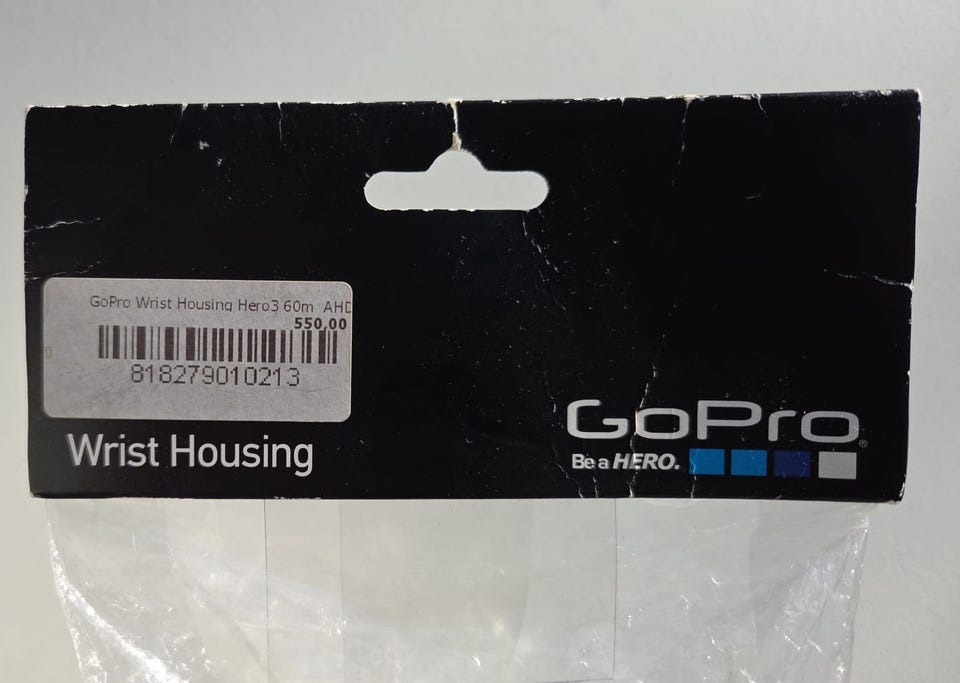 GoPro Wrist Housing Hero3 60m AHD
550,00
818279010213
Wrist Housing
GoPro®
Be a HERO.